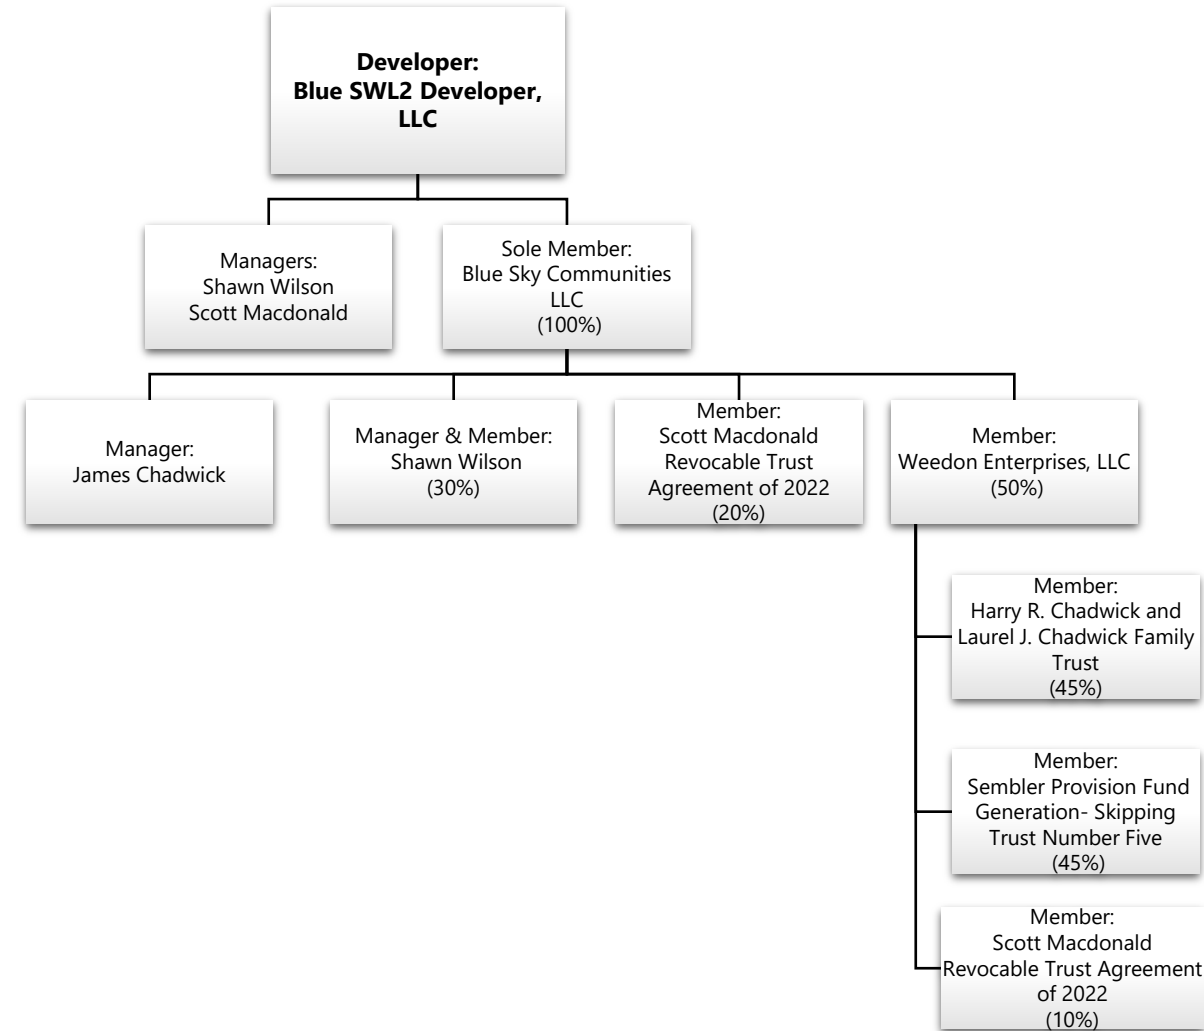 Developer:
Blue SWL2 Developer,
LLC
Managers:
Shawn Wilson
Scott Macdonald
Sole Member:
Blue Sky Communities
LLC
(100%)
Manager:
James Chadwick
Manager & Member:
Shawn Wilson
(30%)
Member:
Scott Macdonald
Revocable Trust
Agreement of 2022
(20%)
Member:
Weedon Enterprises, LLC
(50%)
Member:
Harry R. Chadwick and
Laurel J. Chadwick Family
Trust
(45%)
Member:
Sembler Provision Fund
Generation- Skipping
Trust Number Five
(45%)
Member:
Scott Macdonald
Revocable Trust Agreement
of 2022
(10%)